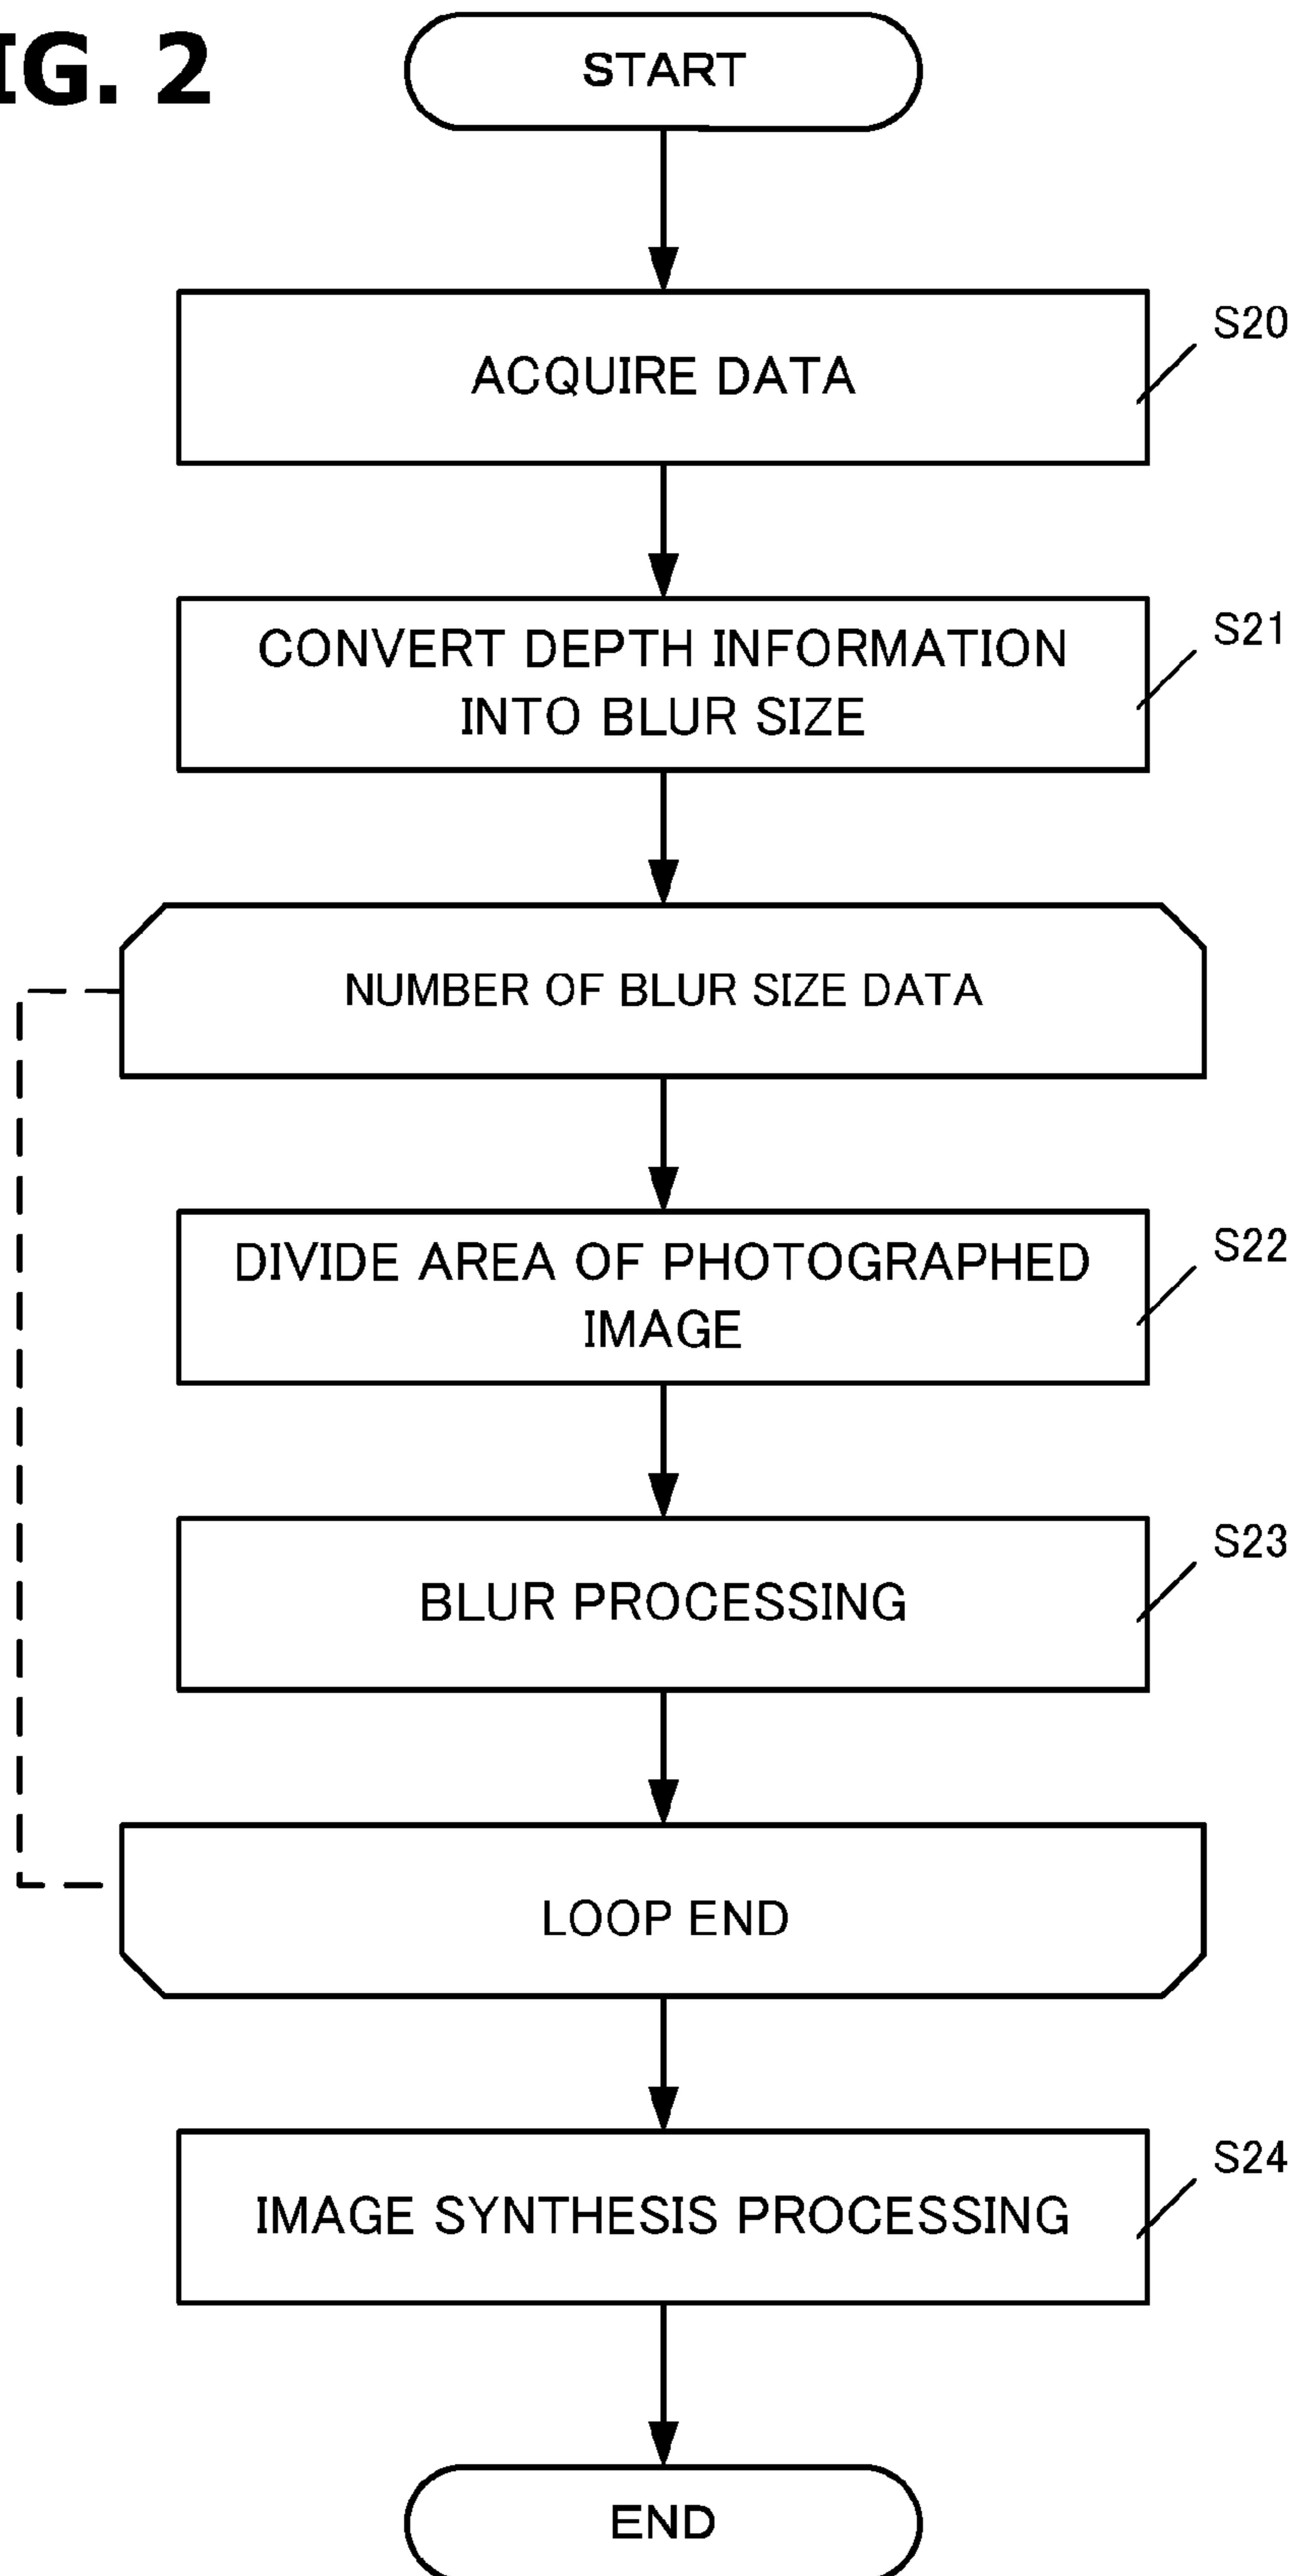 IG. 2
START
ACQUIRE DATA
S20
CONVERT DEPTH INFORMATION
INTO BLUR SIZE
S21
NUMBER OF BLUR SIZE DATA
DIVIDE AREA OF PHOTOGRAPHED
IMAGE
S22
BLUR PROCESSING
S23
LOOP END
IMAGE SYNTHESIS PROCESSING
S24
END